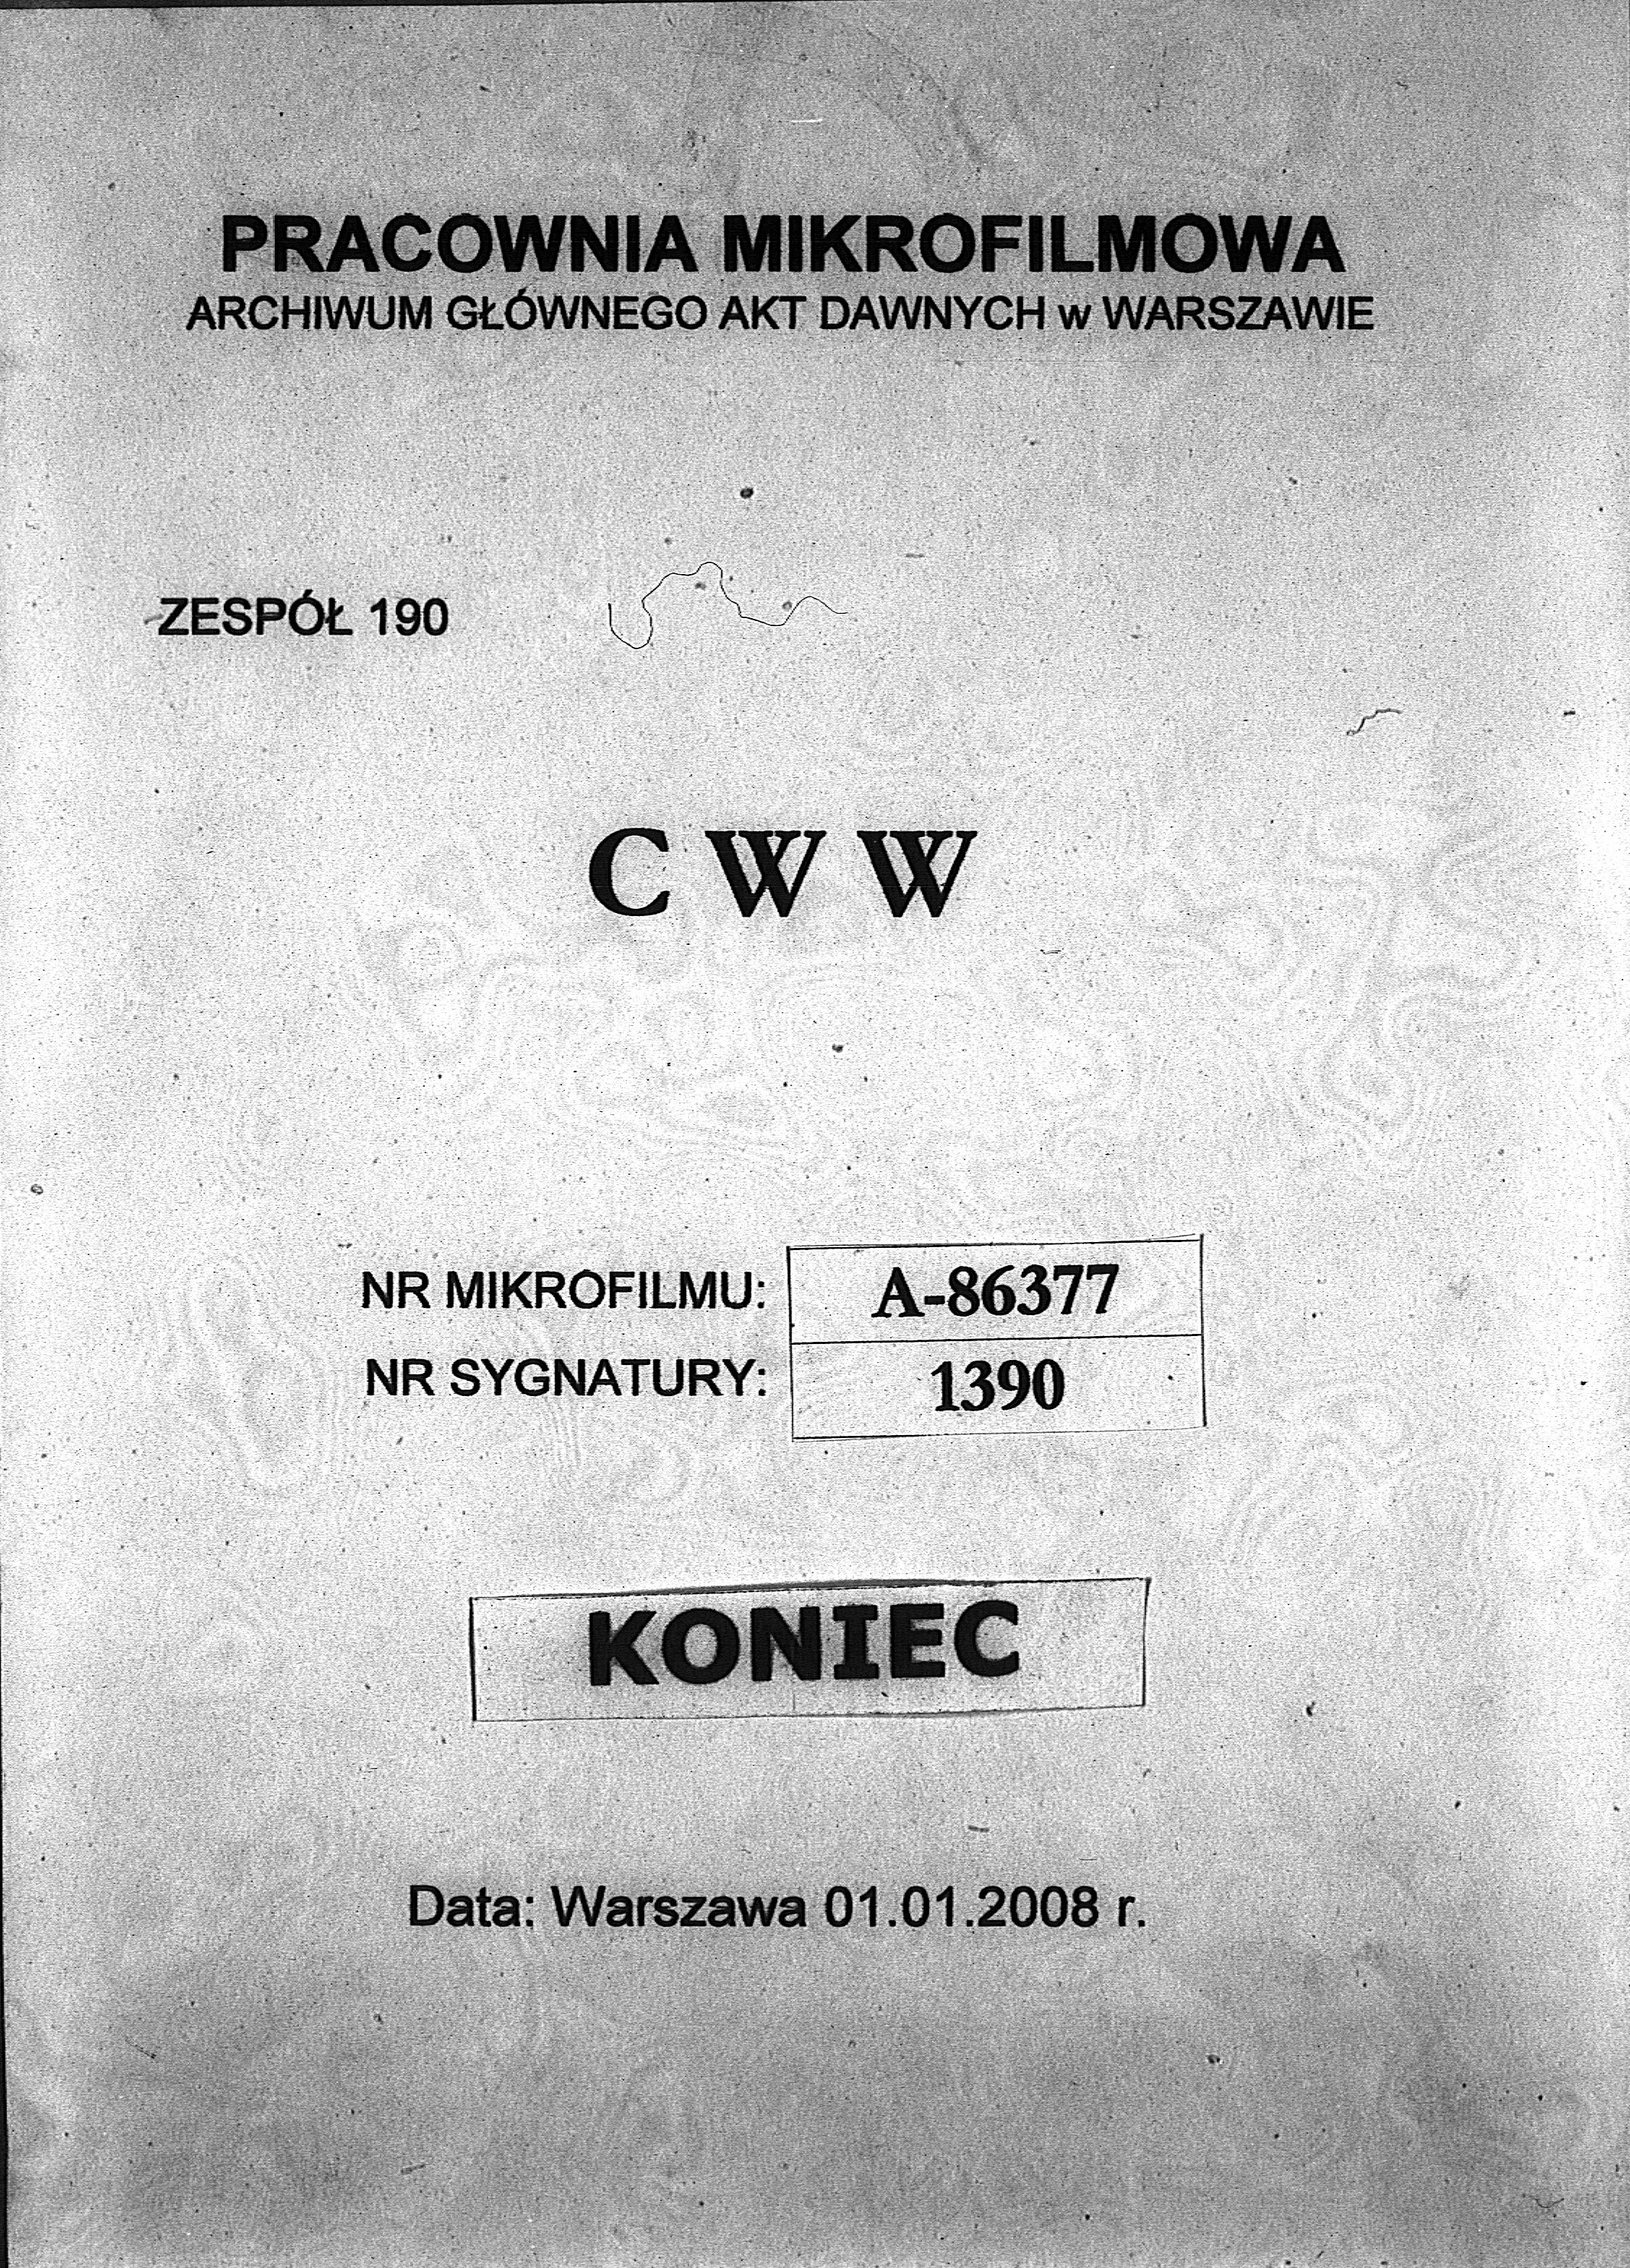 PRACOWNIA MIKROFILMOWA
ARCHIWUM GŁÓWNEGO AKT DAWNYCH w WARSZAWIE
ZESPÓŁ 190
C W W
NR MIKROFILMU: A-86377
NR SYGNATURY: 1390
KONIEC
Data: Warszawa 01.01.2008 r.